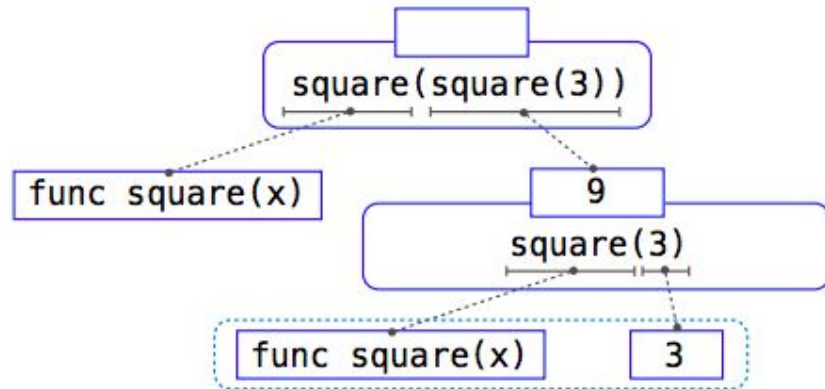 square(square(3))
func square(x)
9
square(3)
func square(x)
3